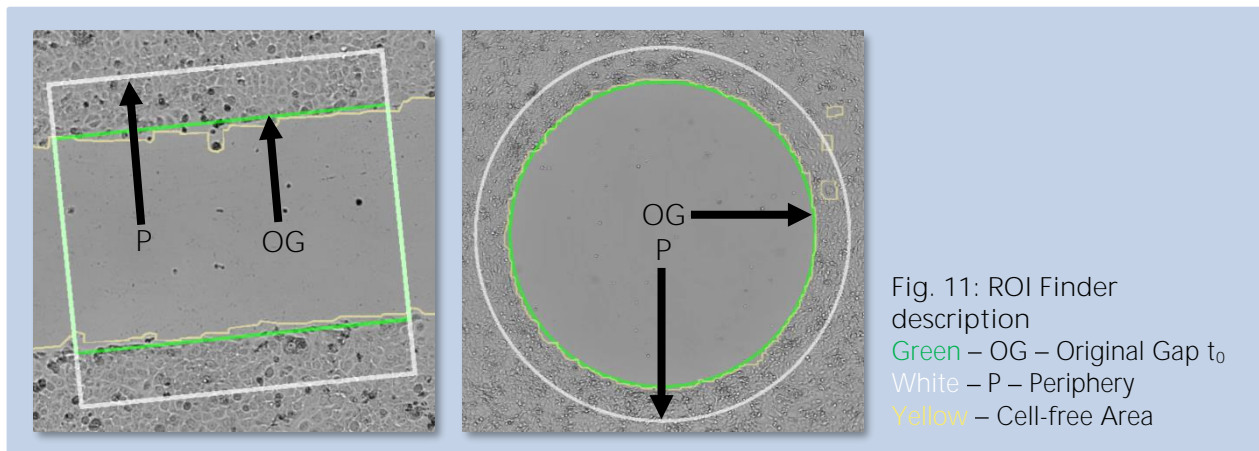 P
OG
OG
P
Fig. 11: ROI Finder
description
Green – OG – Original Gap t₀
White – P – Periphery
Yellow – Cell-free Area